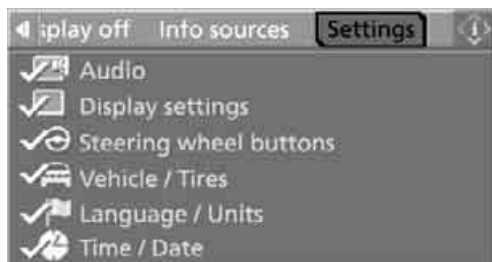 splay off Info sources Settings i
Audio
Display settings
Steering wheel buttons
Vehicle / Tires
Language / Units
Time / Date